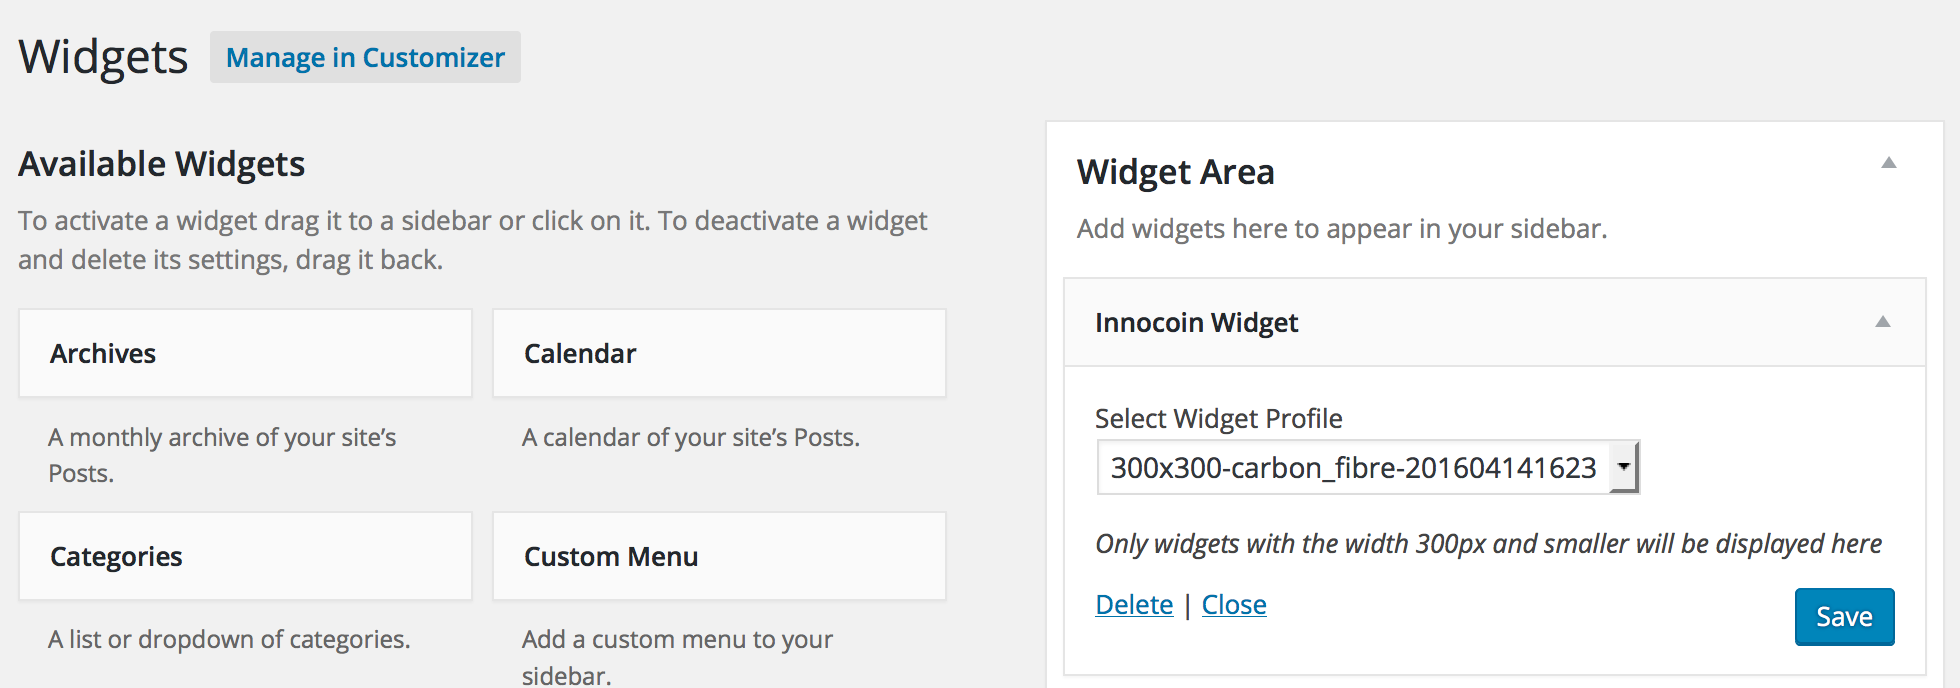 Widgets
Manage in Customizer
Available Widgets
To activate a widget drag it to a sidebar or click on it. To deactivate a widget
and delete its settings, drag it back.
Archives
Calendar
A monthly archive of your site’s
Posts.
A calendar of your site’s Posts.
Categories
Custom Menu
A list or dropdown of categories.
Add a custom menu to your
sidebar.
Widget Area
Add widgets here to appear in your sidebar.
Innocoin Widget
Select Widget Profile
300x300-carbon_fibre-201604141623
Only widgets with the width 300px and smaller will be displayed here
Delete | Close
Save